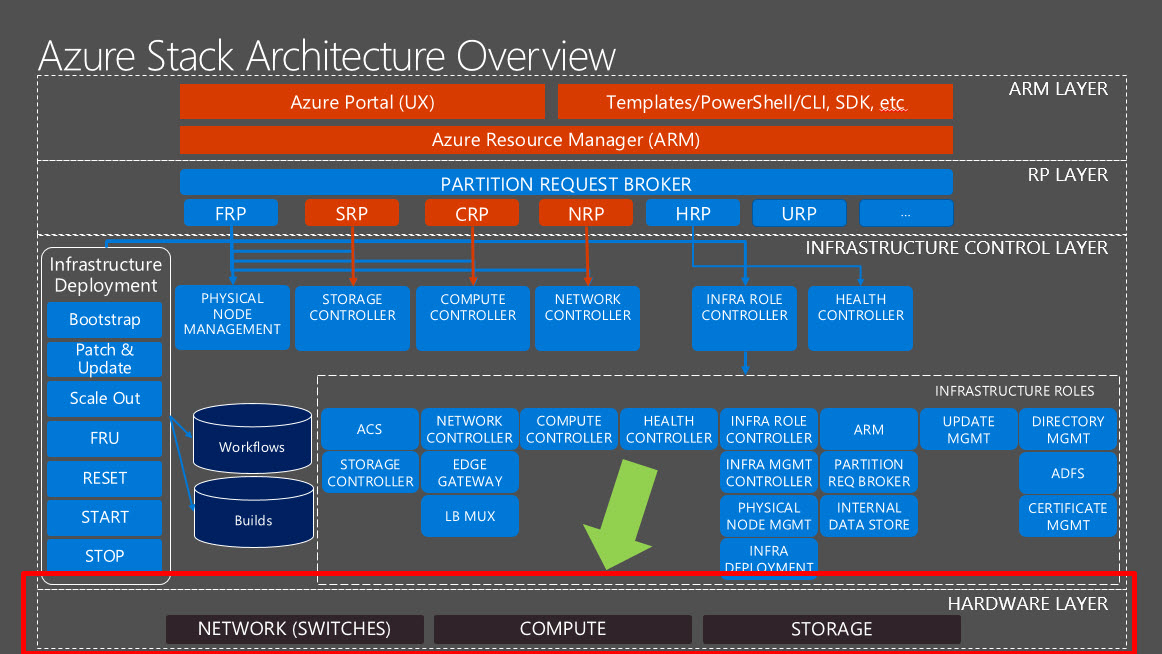 Azure Stack Architecture Overview
ARM LAYER
Azure Portal (UX)
Templates/PowerShell/CLI, SDK, etc
Azure Resource Manager (ARM)
RP LAYER
PARTITION REQUEST BROKER
FRP
SRP
CRP
NRP
HRP
URP
...
INFRASTRUCTURE CONTROL LAYER
Infrastructure
Deployment
Bootstrap
Patch &
Update
Scale Out
FRU
RESET
START
STOP
PHYSICAL
NODE
MANAGEMENT
STORAGE
CONTROLLER
COMPUTE
CONTROLLER
NETWORK
CONTROLLER
INFRA ROLE
CONTROLLER
HEALTH
CONTROLLER
Workflows
Builds
INFRASTRUCTURE ROLES
ACS
STORAGE
CONTROLLER
NETWORK
CONTROLLER
EDGE
GATEWAY
LB MUX
COMPUTE
CONTROLLER
HEALTH
CONTROLLER
INFRA ROLE
CONTROLLER
INFRA MGMT
CONTROLLER
PHYSICAL
NODE MGMT
INFRA
DEPLOYMENT
ARM
PARTITION
REQ BROKER
INTERNAL
DATA STORE
UPDATE
MGMT
DIRECTORY
MGMT
ADFS
CERTIFICATE
MGMT
HARDWARE LAYER
NETWORK (SWITCHES)
COMPUTE
STORAGE